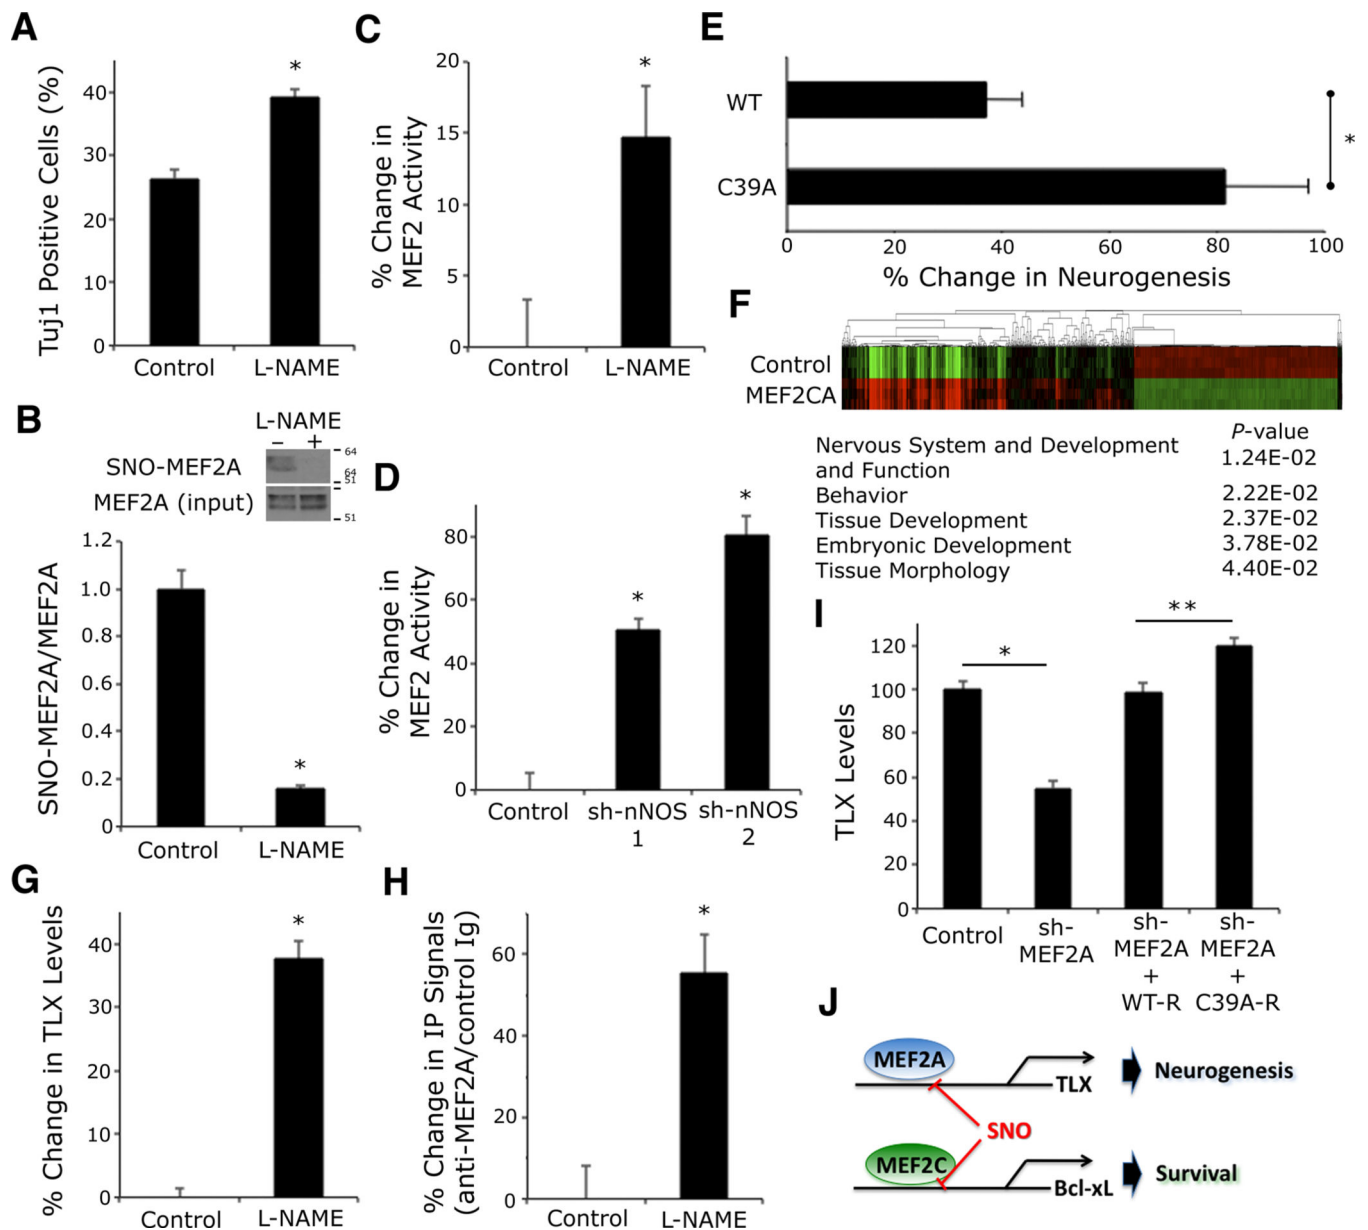 A
Tuj1 Positive Cells (%)
40
30
20
10
0
Control
L-NAME
*
B
L-NAME
– +
SNO-MEF2A
MEF2A (input)
64
64
51
51
SNO-MEF2A/MEF2A
1.2
1.0
0.8
0.6
0.4
0.2
0
Control
L-NAME
*
C
% Change in
MEF2 Activity
20
15
10
5
0
Control
L-NAME
*
D
% Change in
MEF2 Activity
80
60
40
20
0
Control
sh-nNOS
1
sh-nNOS
2
*
*
E
WT
C39A
0 20 40 60 80 100
% Change in Neurogenesis
*
F
Control
MEF2CA
P-value
Nervous System and Development
and Function 1.24E-02
Behavior 2.22E-02
Tissue Development 2.37E-02
Embryonic Development 3.78E-02
Tissue Morphology 4.40E-02
G
% Change in TLX Levels
40
30
20
10
0
Control
L-NAME
*
H
% Change in IP Signals
(anti-MEF2A/control Ig)
60
40
20
0
Control
L-NAME
*
I
TLX Levels
120
100
80
60
40
20
0
*
**
Control
sh-
MEF2A
sh-
MEF2A
+
WT-R
sh-
MEF2A
+
C39A-R
J
MEF2A
TLX
Neurogenesis
SNO
MEF2C
Bcl-xL
Survival